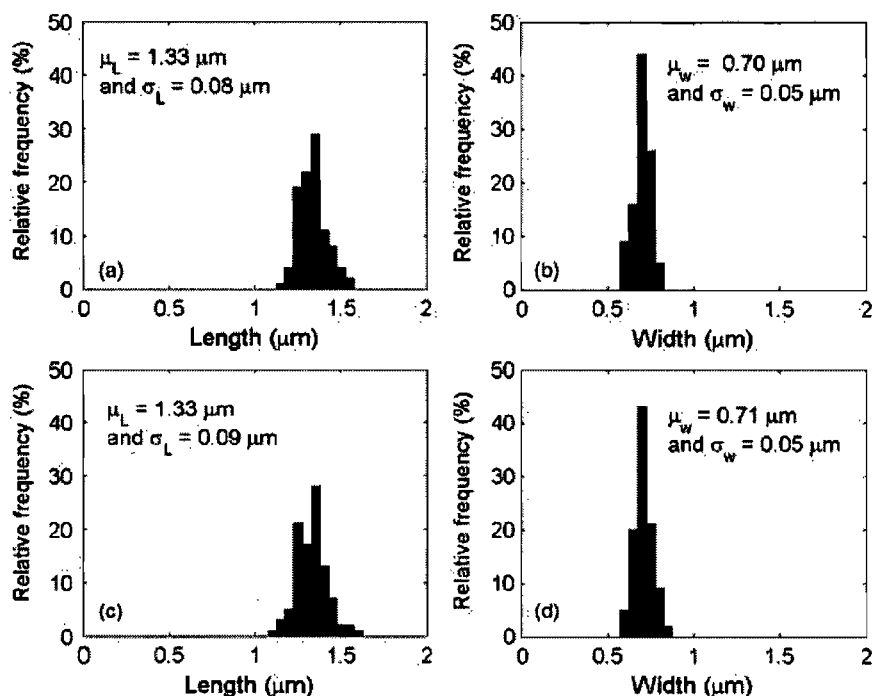 50
40
30
20
10
0
Relative frequency (%)
μL = 1.33 μm
and σL = 0.08 μm
(a)
0 0.5 1 1.5 2
Length (μm)
50
40
30
20
10
0
Relative frequency (%)
μw = 0.70 μm
and σw = 0.05 μm
(b)
0 0.5 1 1.5 2
Width (μm)
50
40
30
20
10
0
Relative frequency (%)
μL = 1.33 μm
and σL = 0.09 μm
(c)
0 0.5 1 1.5 2
Length (μm)
50
40
30
20
10
0
Relative frequency (%)
μw = 0.71 μm
and σw = 0.05 μm
(d)
0 0.5 1 1.5 2
Width (μm)